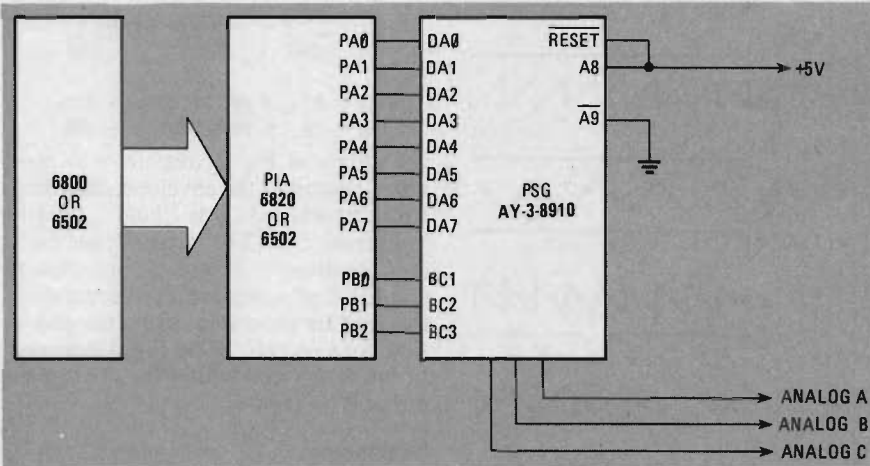 6800
OR
6502
PIA
6820
OR
6502
PA0
PA1
PA2
PA3
PA4
PA5
PA6
PA7
PB0
PB1
PB2
DA0
DA1
DA2
DA3
DA4
DA5
DA6
DA7
BC1
BC2
BC3
PSG
AY-3-8910
RESET
A8
A9
+5V
ANALOG A
ANALOG B
ANALOG C